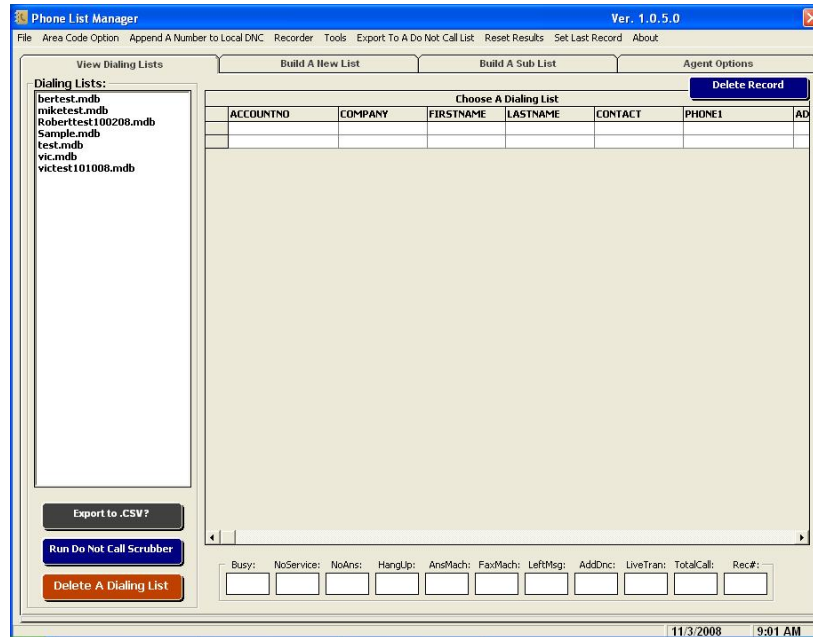 Phone List Manager Ver. 1.0.5.0
File Area Code Option Append A Number to Local DNC Recorder Tools Export To A Do Not Call List Reset Results Set Last Record About
View Dialing Lists Build A New List Build A Sub List Agent Options
Dialing Lists:
Delete Record
bertest.mdb
miketest.mdb
Roberttest100208.mdb
Sample.mdb
test.mdb
vic.mdb
victest101008.mdb
Choose A Dialing List
ACCOUNTNO COMPANY FIRSTNAME LASTNAME CONTACT PHONE1 AD
Export to .CSV?
Run Do Not Call Scrubber
Delete A Dialing List
Busy: NoService: NoAns: HangUp: AnsMach: FaxMach: LeftMsg: AddDnc: LiveTran: TotalCall: Rec#:
11/3/2008 9:01 AM